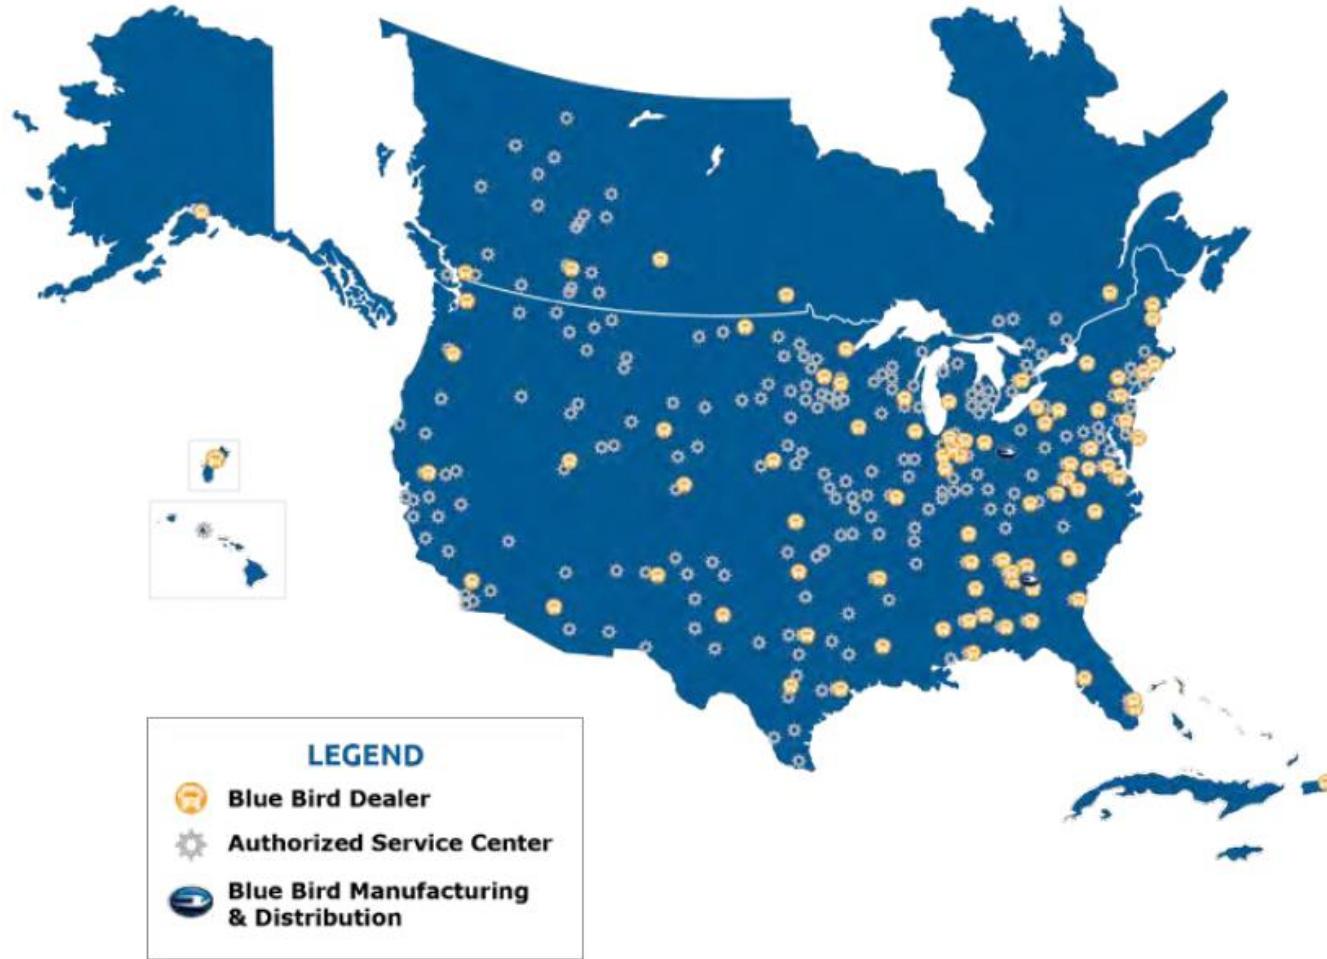 LEGEND
Blue Bird Dealer
Authorized Service Center
Blue Bird Manufacturing
& Distribution